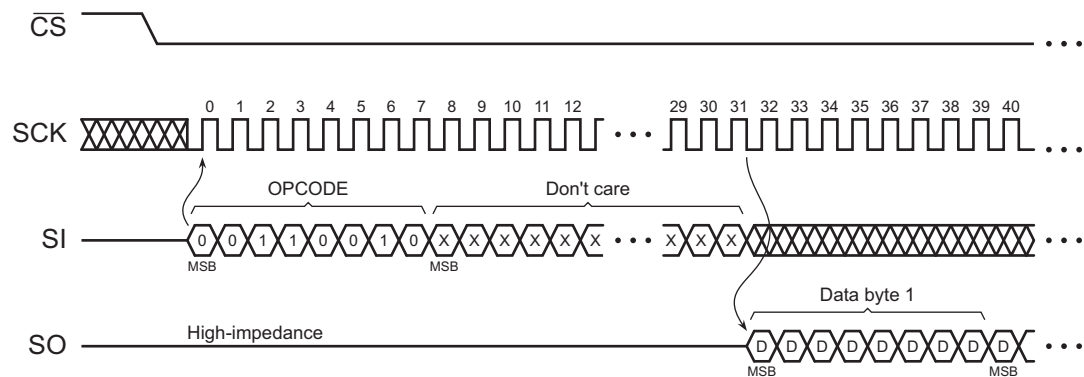 CS
0 1 2 3 4 5 6 7 8 9 10 11 12 29 30 31 32 33 34 35 36 37 38 39 40
SCK
OPCODE Don't care
SI 0 0 1 1 0 0 1 0 X X X X X X X X X
MSB MSB
Data byte 1
High-impedance
SO D D D D D D D D D
MSB MSB